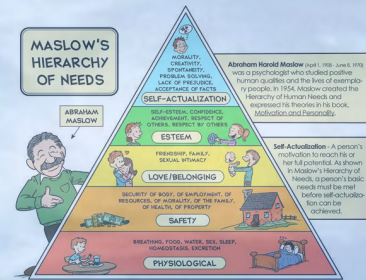 MASLOW'S
HIERARCHY
OF NEEDS
ABRAHAM
MASLOW
MORALITY,
CREATIVITY,
SPONTANEITY,
PROBLEM SOLVING,
LACK OF PREJUDICE,
ACCEPTANCE OF FACTS
SELF-ACTUALIZATION
SELF-ESTEEM, CONFIDENCE,
ACHIEVEMENT, RESPECT OF
OTHERS, RESPECT BY OTHERS
ESTEEM
FRIENDSHIP, FAMILY,
SEXUAL INTIMACY
LOVE/BELONGING
SECURITY OF BODY, OF EMPLOYMENT, OF
RESOURCES, OF MORALITY, OF THE FAMILY,
OF HEALTH, OF PROPERTY
SAFETY
BREATHING, FOOD, WATER, SEX, SLEEP,
HOMEOSTASIS, EXCRETION
PHYSIOLOGICAL
Abraham Harold Maslow (April 1, 1908 - June 8, 1970)
was a psychologist who studied positive
human qualities and the lives of exempla-
ry people. In 1954, Maslow created the
Hierarchy of Human Needs and
expressed his theories in his book,
Motivation and Personality.
Self-Actualization - A person's
motivation to reach his or
her full potential. As shown
in Maslow's Hierarchy of
Needs, a person's basic
needs must be met
before self-actualiza-
tion can be
achieved.